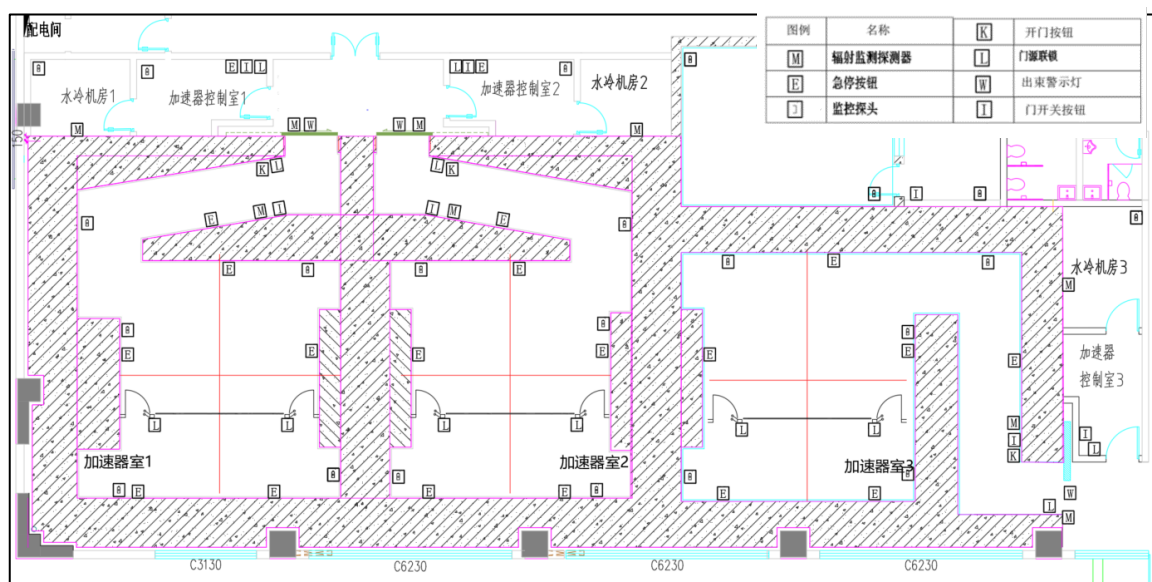 配电间
图例 名称 K 开门按钮
M 辐射监测探测器 L 门源联锁
E 急停按钮 W 出束警示灯
监控探头 I 门开关按钮
水冷机房1
加速器控制室1
加速器控制室2
水冷机房2
E I L
L I E
M
M W
W M
M
150
K I
L K
E M I
I M E
I
E
E
E
水冷机房3
M
E
E
E
E
E
E
E
加速器
控制室3
L
L
L
L
L
L
M
I
K
I
L
加速器室1
加速器室2
加速器室3
E
E
E
E
E
E
W
L
M
C3130
C6230
C6230
C6230